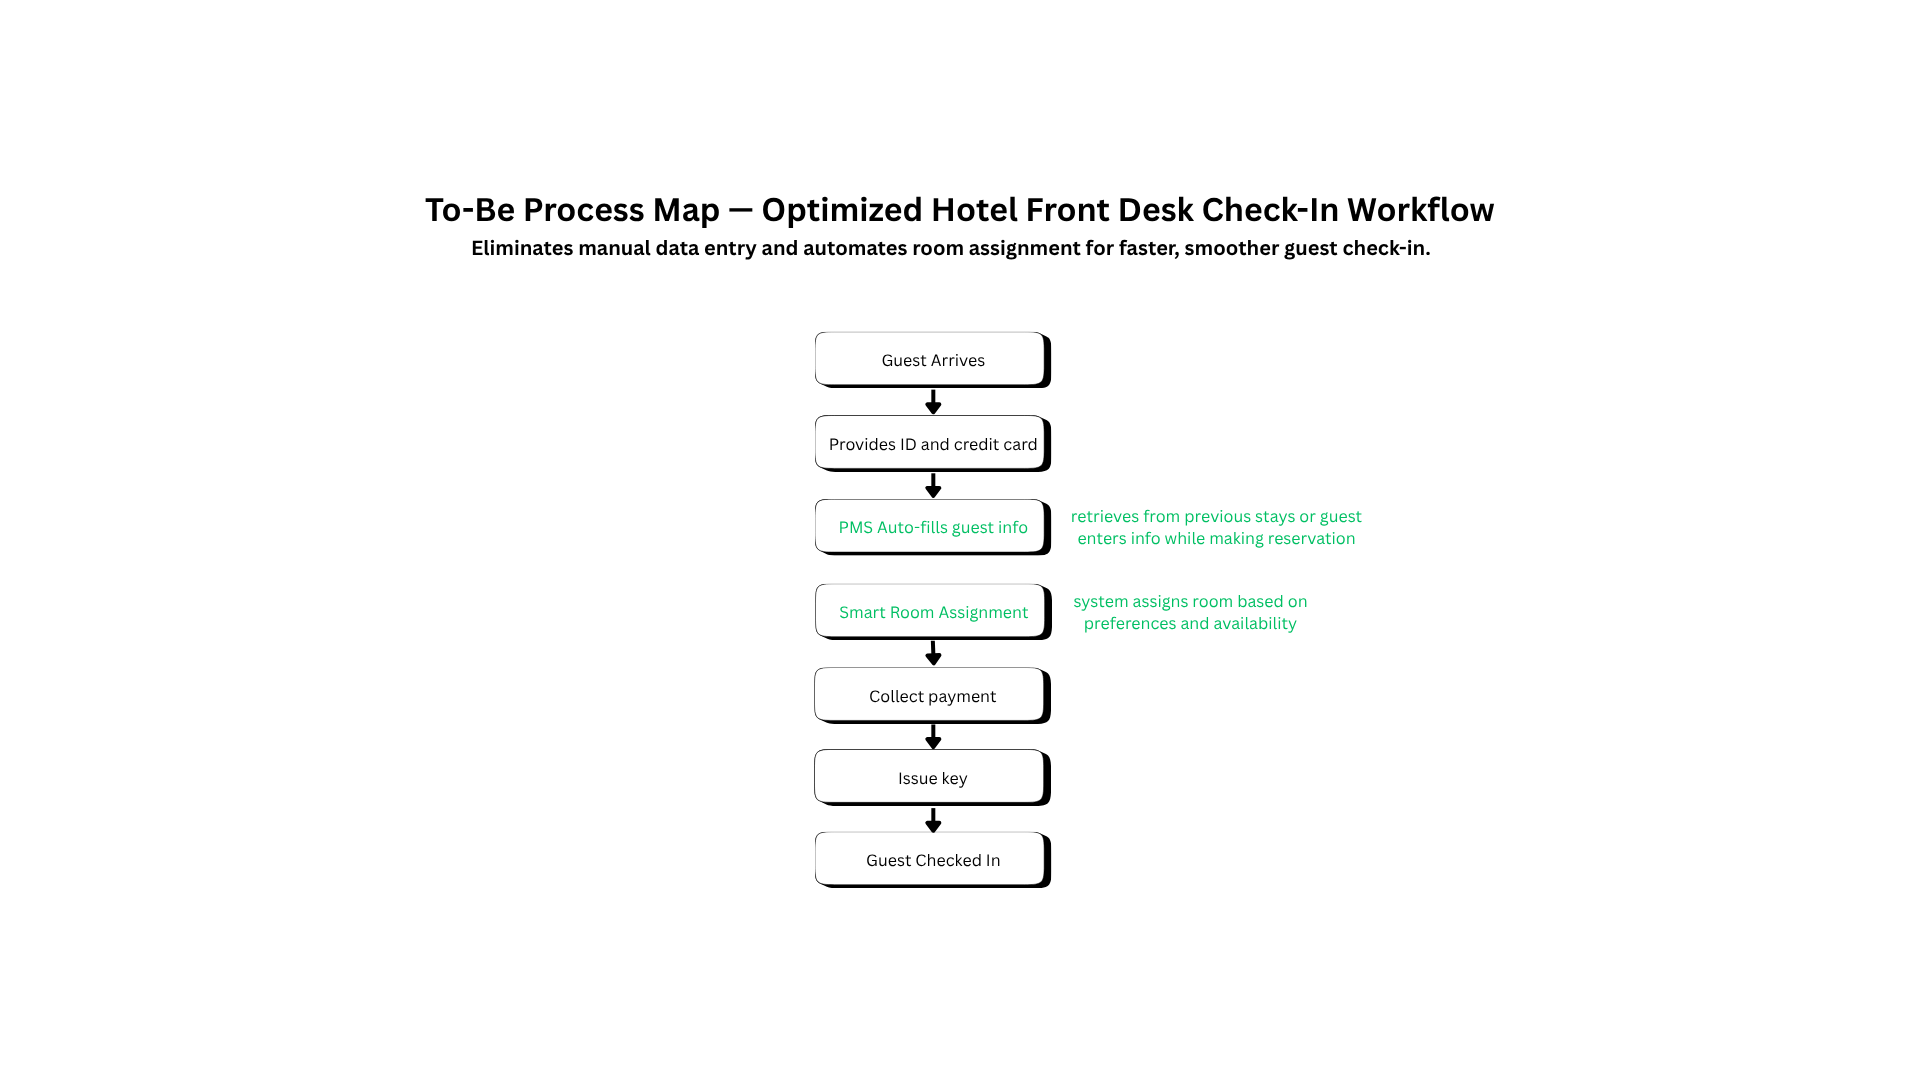 To-Be Process Map — Optimized Hotel Front Desk Check-In Workflow
Eliminates manual data entry and automates room assignment for faster, smoother guest check-in.
Guest Arrives
Provides ID and credit card
PMS Auto-fills guest info
retrieves from previous stays or guest
enters info while making reservation
Smart Room Assignment
system assigns room based on
preferences and availability
Collect payment
Issue key
Guest Checked In